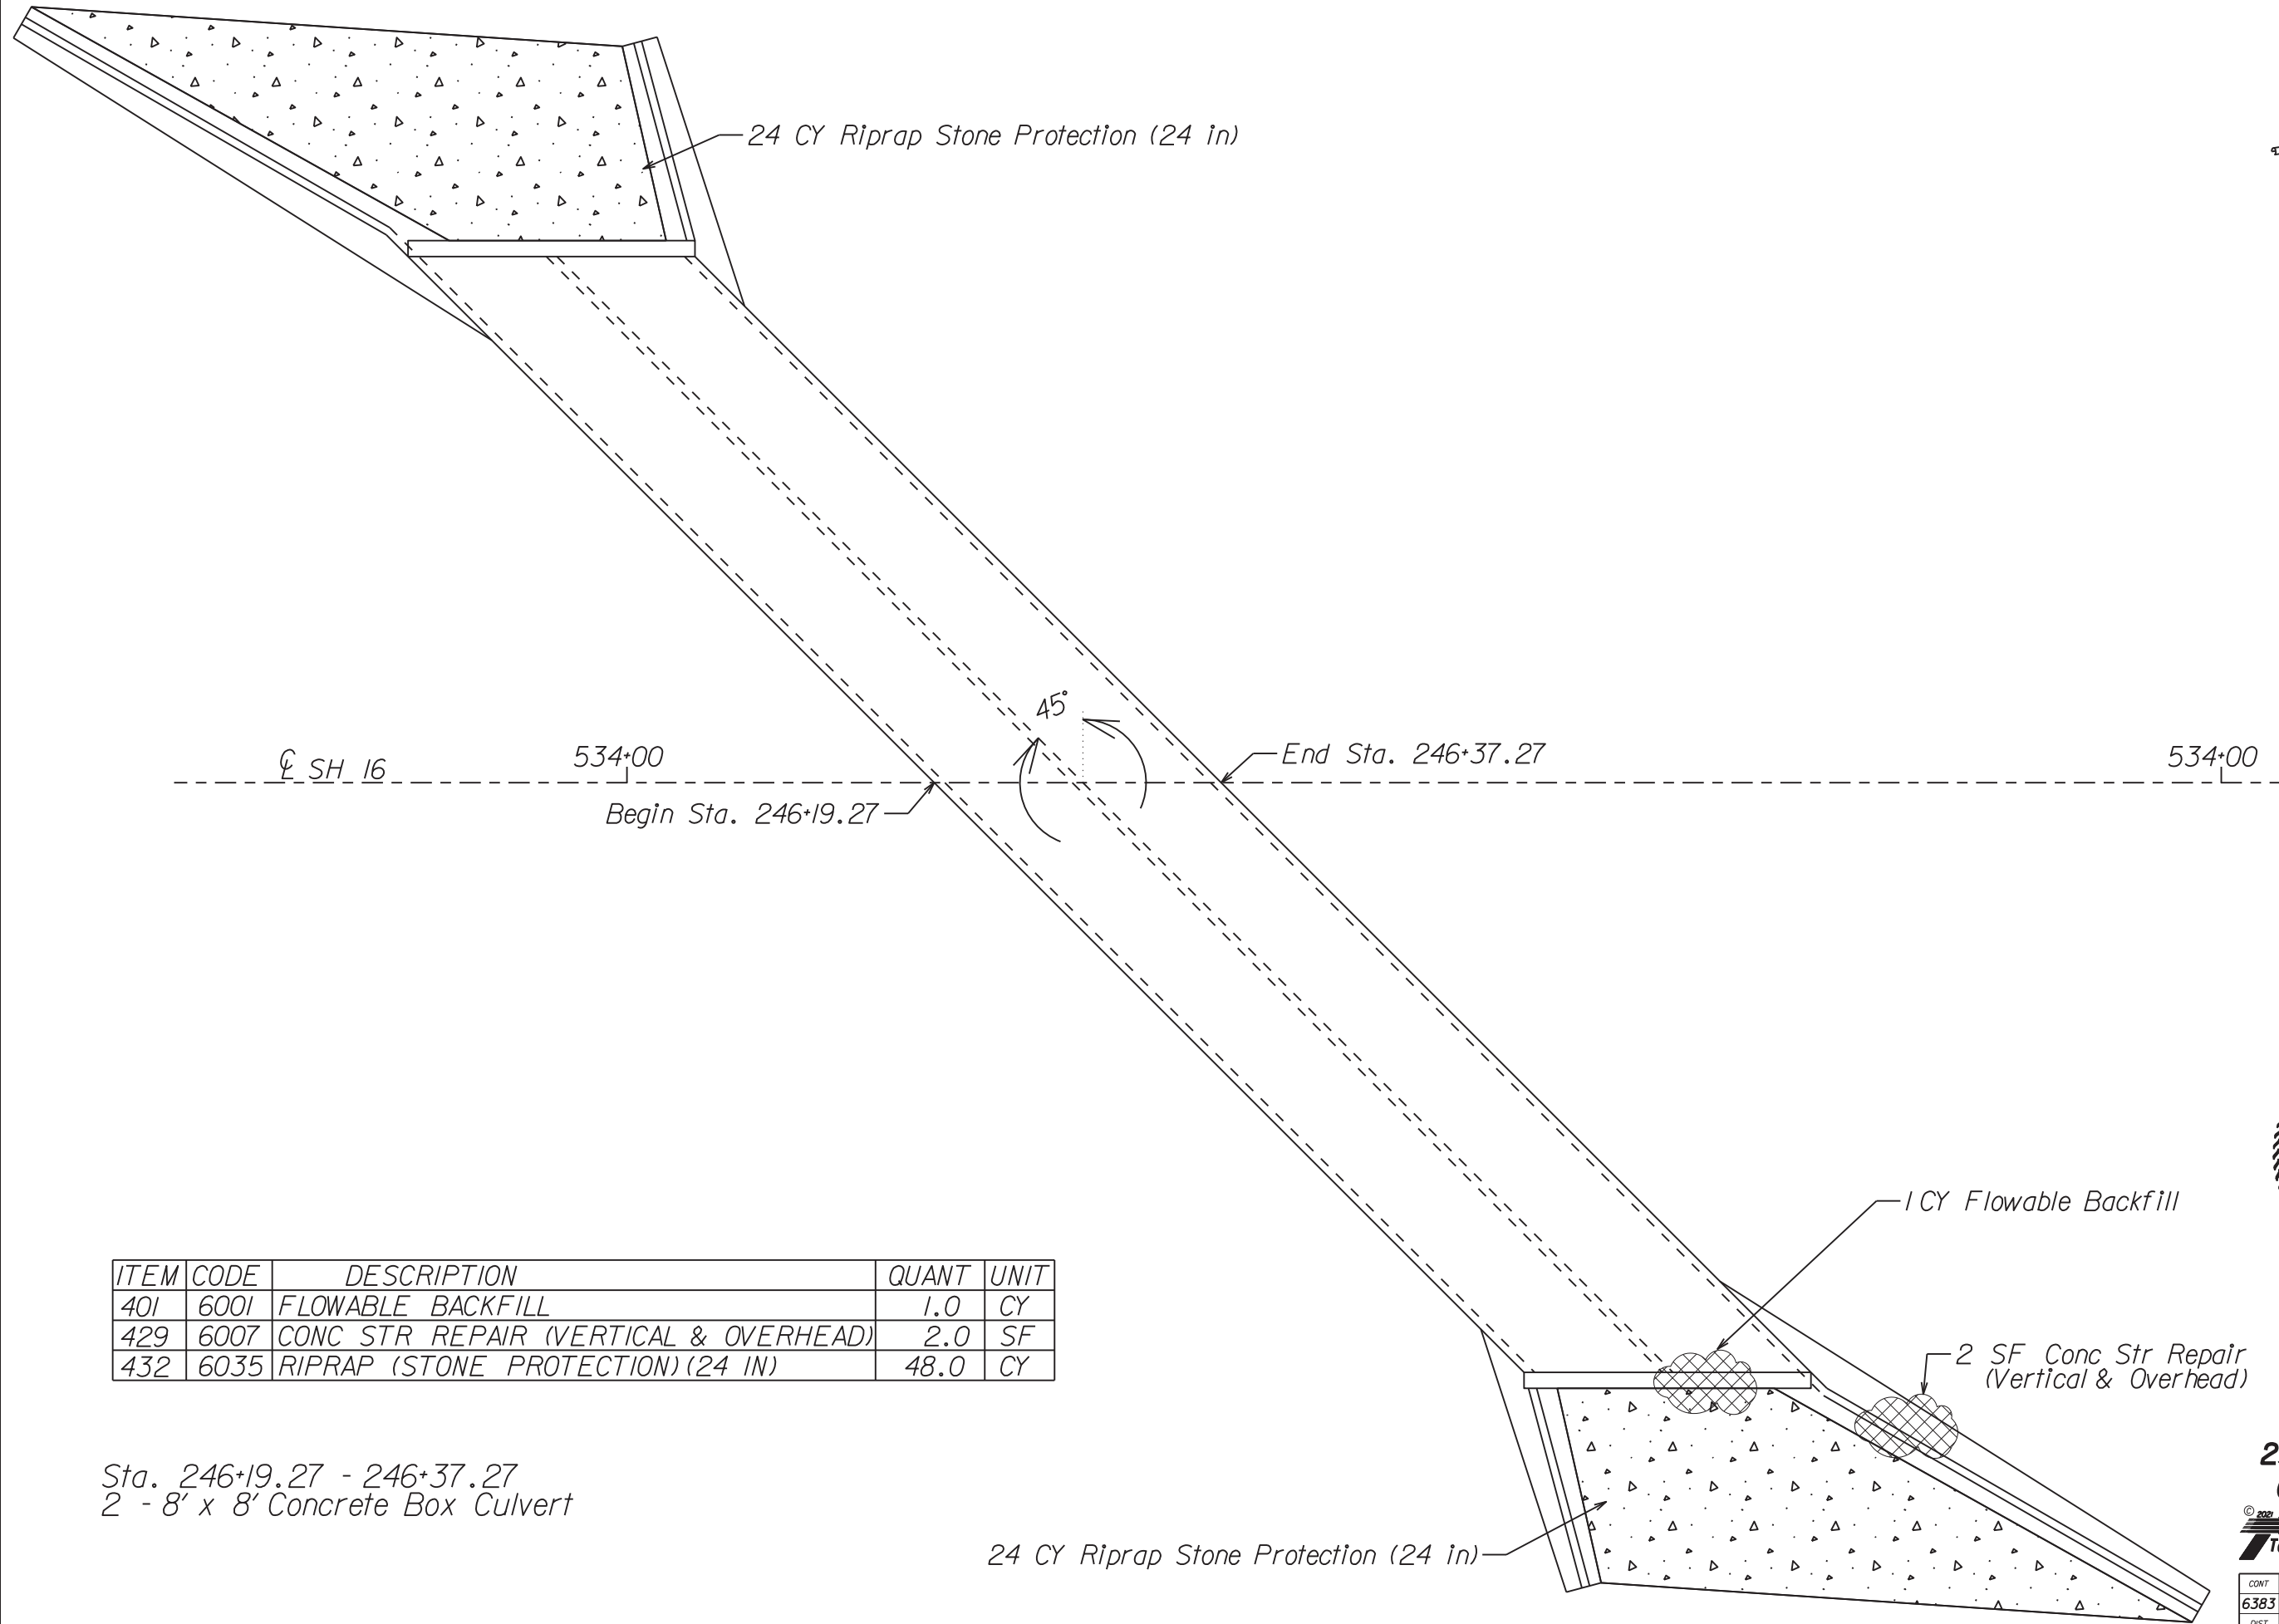 24 CY Riprap Stone Protection (24 in)
45°
℄ SH 16
534+00
End Sta. 246+37.27
534+00
Begin Sta. 246+19.27
1 CY Flowable Backfill
ITEM CODE DESCRIPTION QUANT UNIT
401 6001 FLOWABLE BACKFILL 1.0 CY
429 6007 CONC STR REPAIR (VERTICAL & OVERHEAD) 2.0 SF
432 6035 RIPRAP (STONE PROTECTION)(24 IN) 48.0 CY
2 SF Conc Str Repair
(Vertical & Overhead)
Sta. 246+19.27 - 246+37.27
2 - 8' x 8' Concrete Box Culvert
24 CY Riprap Stone Protection (24 in)
© 2021
CONT
6383
DIST